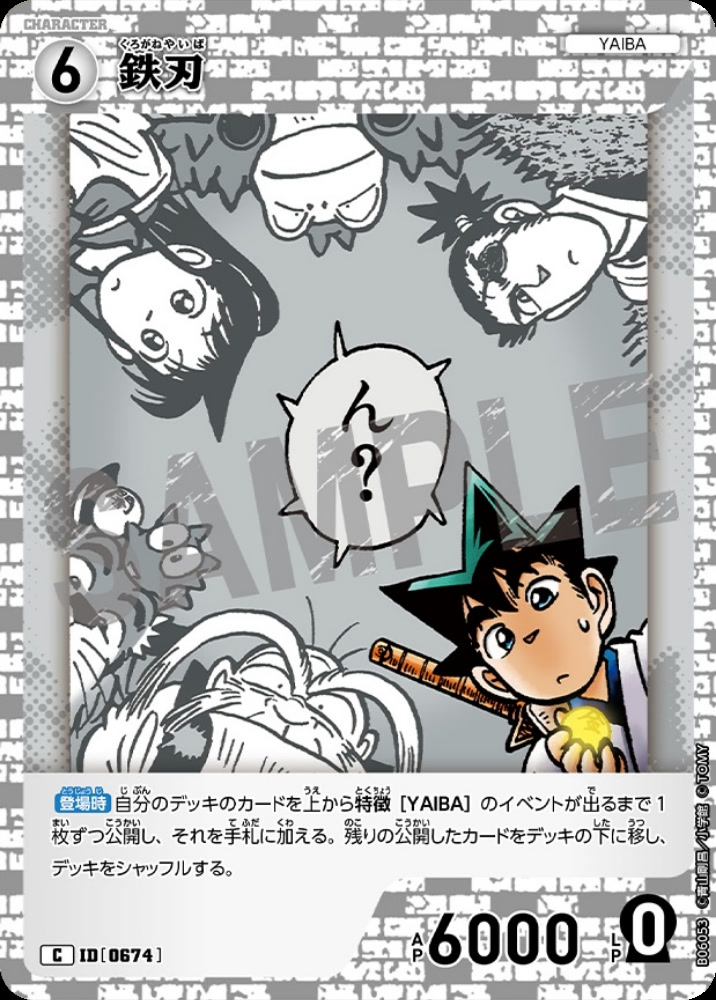 CHARACTER
YAIBA
6
くろがねやいば
鉄刃
ん?
SAMPLE
登場時 自分のデッキのカードを上から特徴［YAIBA］のイベントが出るまで1
枚ずつ公開し、それを手札に加える。残りの公開したカードをデッキの下に移し、
デッキをシャッフルする。
C ID[0674]
AP 6000
LP 0
B06053 ©青山剛昌／小学館 ©TOMY